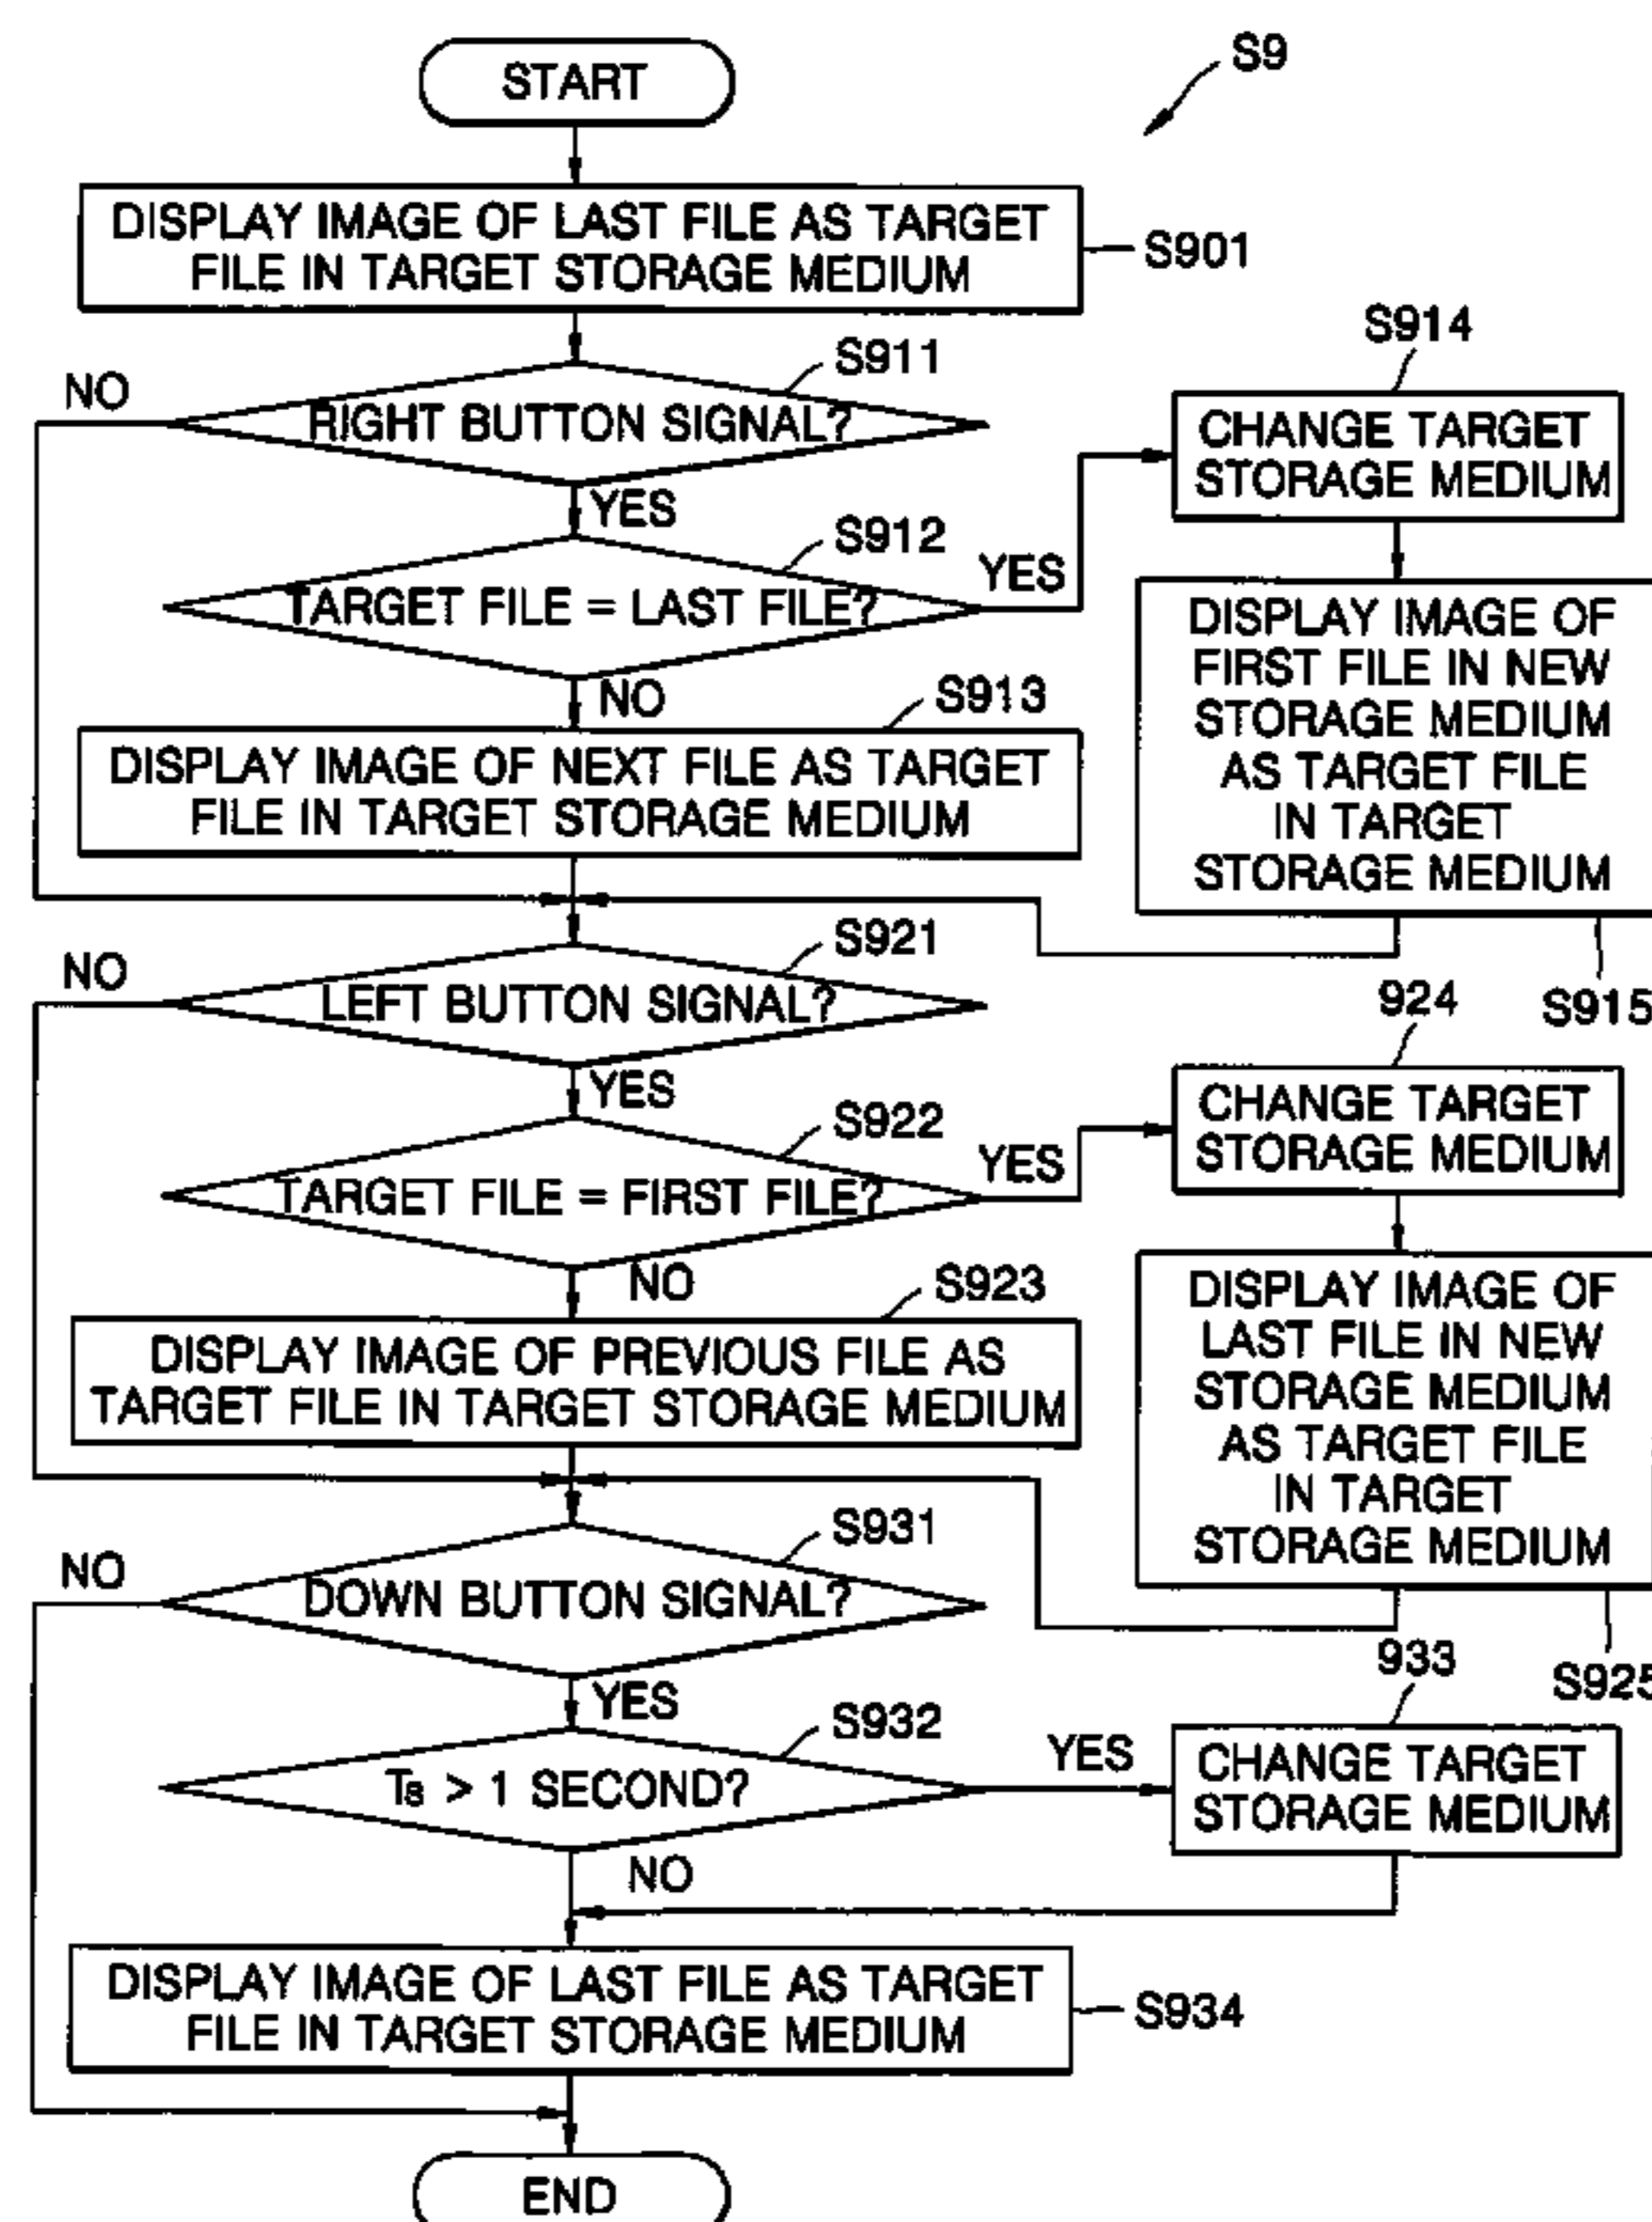 START
S9
DISPLAY IMAGE OF LAST FILE AS TARGET
FILE IN TARGET STORAGE MEDIUM
S901
S911
NO
RIGHT BUTTON SIGNAL?
YES
S912
TARGET FILE = LAST FILE?
YES
NO
S913
DISPLAY IMAGE OF NEXT FILE AS TARGET
FILE IN TARGET STORAGE MEDIUM
S914
CHANGE TARGET
STORAGE MEDIUM
DISPLAY IMAGE OF
FIRST FILE IN NEW
STORAGE MEDIUM
AS TARGET FILE
IN TARGET
STORAGE MEDIUM
S915
S921
NO
LEFT BUTTON SIGNAL?
YES
S922
TARGET FILE = FIRST FILE?
YES
NO
S923
DISPLAY IMAGE OF PREVIOUS FILE AS
TARGET FILE IN TARGET STORAGE MEDIUM
924
CHANGE TARGET
STORAGE MEDIUM
DISPLAY IMAGE OF
LAST FILE IN NEW
STORAGE MEDIUM
AS TARGET FILE
IN TARGET
STORAGE MEDIUM
S925
S931
NO
DOWN BUTTON SIGNAL?
YES
S932
Ts > 1 SECOND?
YES
933
CHANGE TARGET
STORAGE MEDIUM
NO
DISPLAY IMAGE OF LAST FILE AS TARGET
FILE IN TARGET STORAGE MEDIUM
S934
END